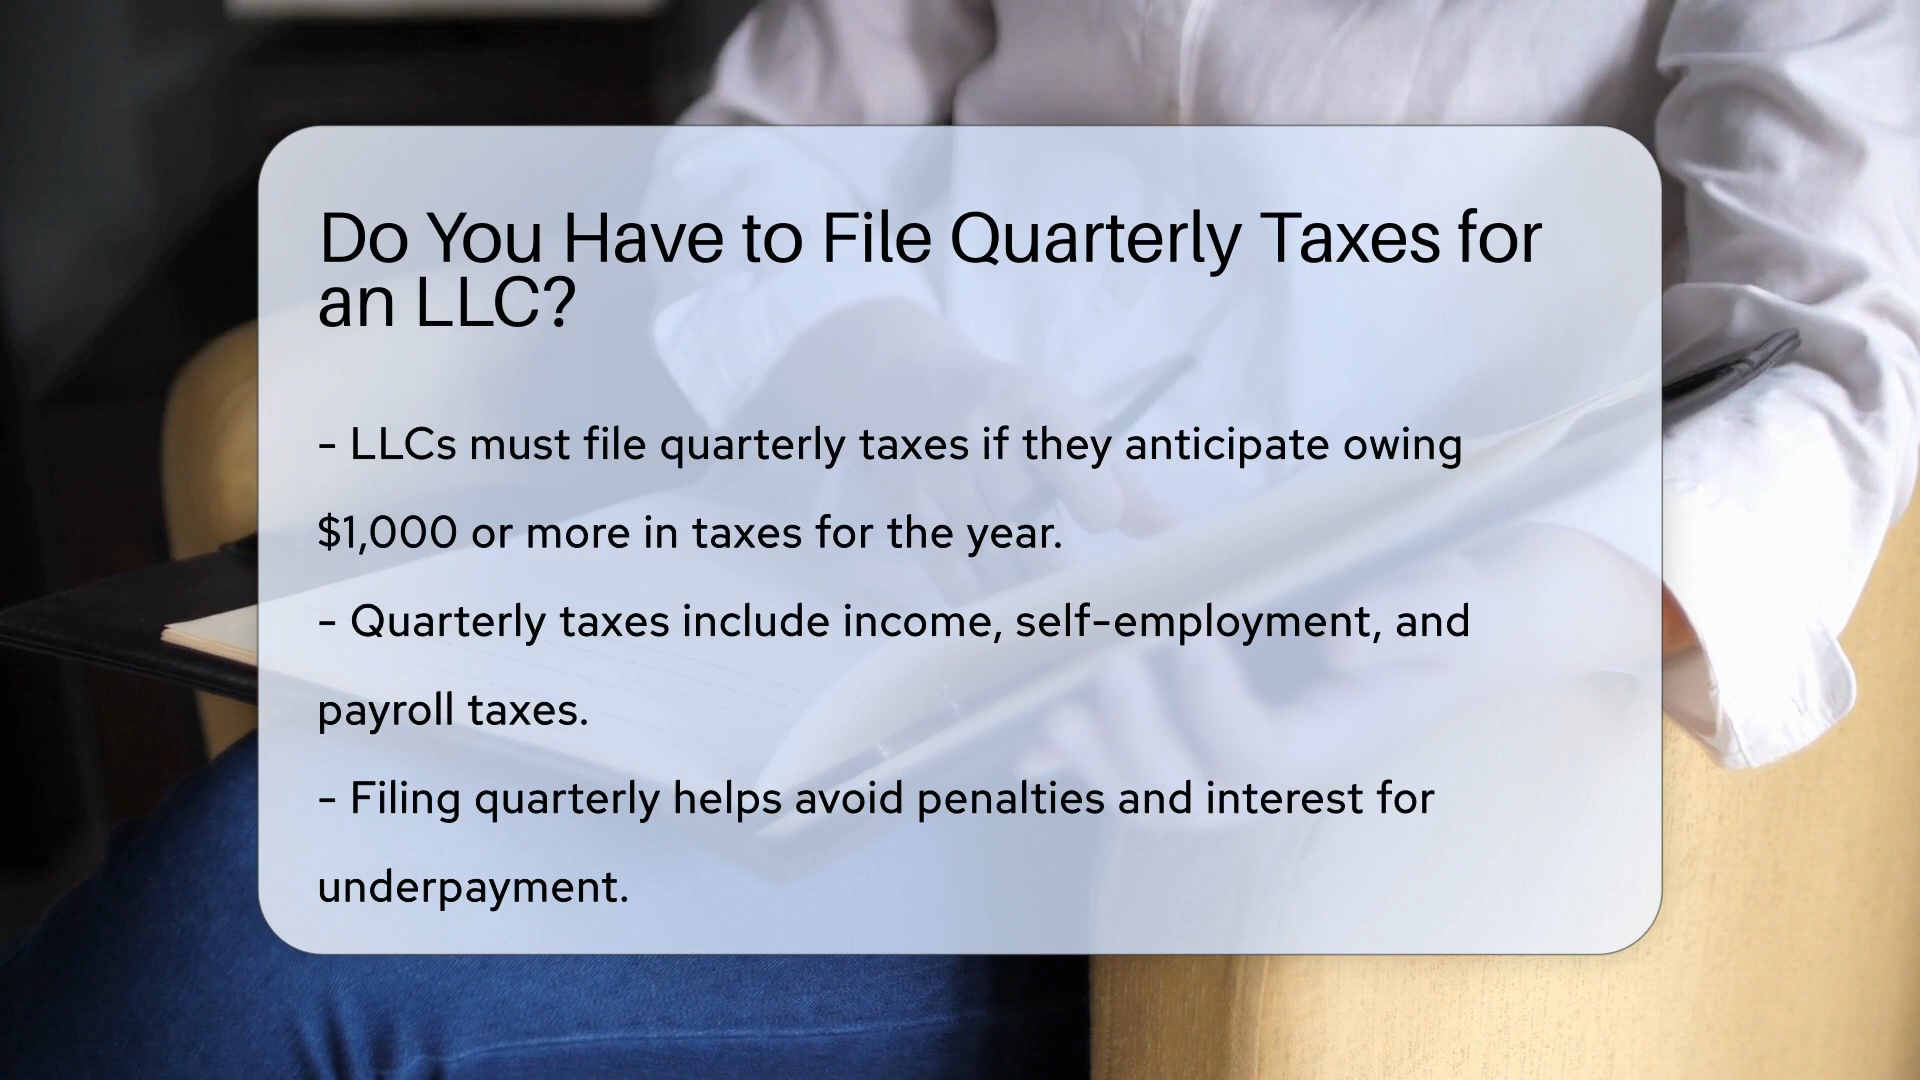 Do You Have to File Quarterly Taxes for
an LLC?
- LLCs must file quarterly taxes if they anticipate owing
$1,000 or more in taxes for the year.
- Quarterly taxes include income, self-employment, and
payroll taxes.
- Filing quarterly helps avoid penalties and interest for
underpayment.